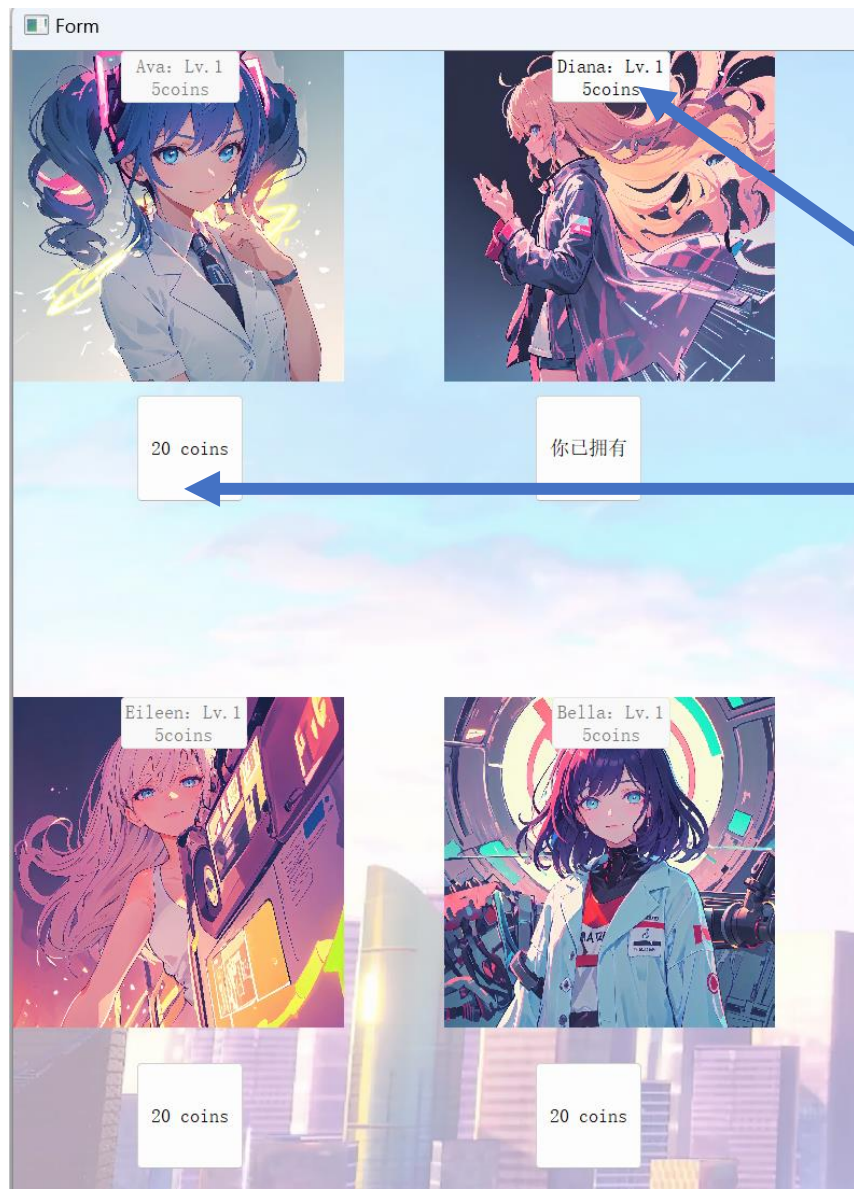 Form
Ava: Lv.1
5coins
Diana: Lv.1
5coins
20 coins
你已拥有
Eileen: Lv.1
5coins
Bella: Lv.1
5coins
20 coins
20 coins